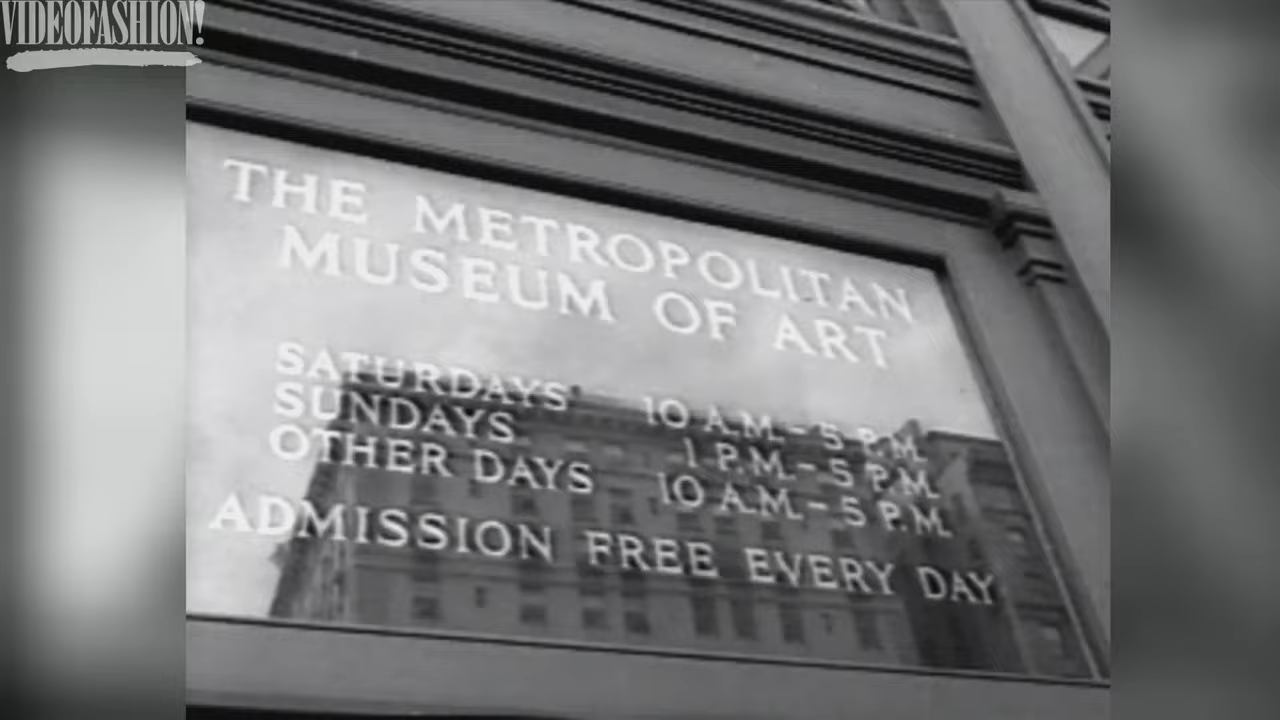 VIDEOFASHION!
THE METROPOLITAN
MUSEUM OF ART
SATURDAYS 10 A.M. - 5 P.M.
SUNDAYS 1 P.M. - 5 P.M.
OTHER DAYS 10 A.M. - 5 P.M.
ADMISSION FREE EVERY DAY